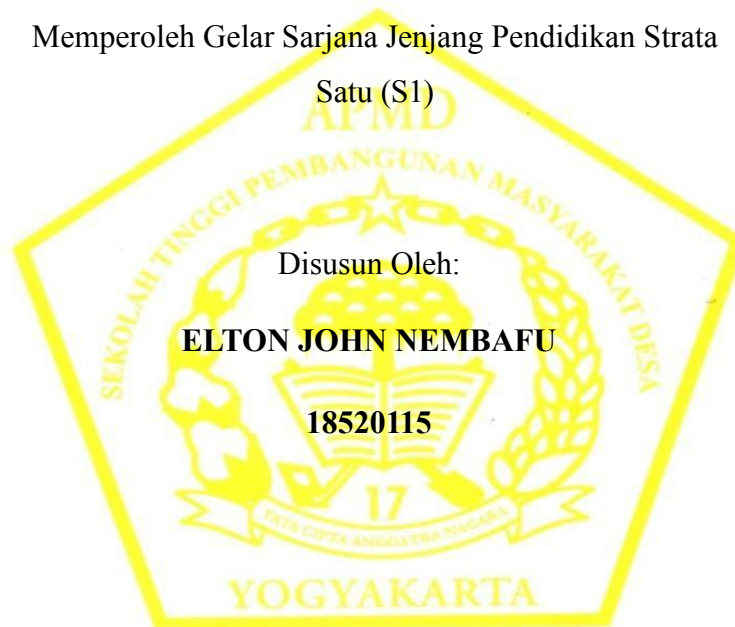 Memperoleh Gelar Sarjana Jenjang Pendidikan Strata
Satu (S1)
APMD
SEKOLAH TINGGI PEMBANGUNAN MASYARAKAT DESA
Disusun Oleh:
ELTON JOHN NEMBAFU
18520115
17
TATA CIPTA ANGGATRA NAGARA
YOGYAKARTA